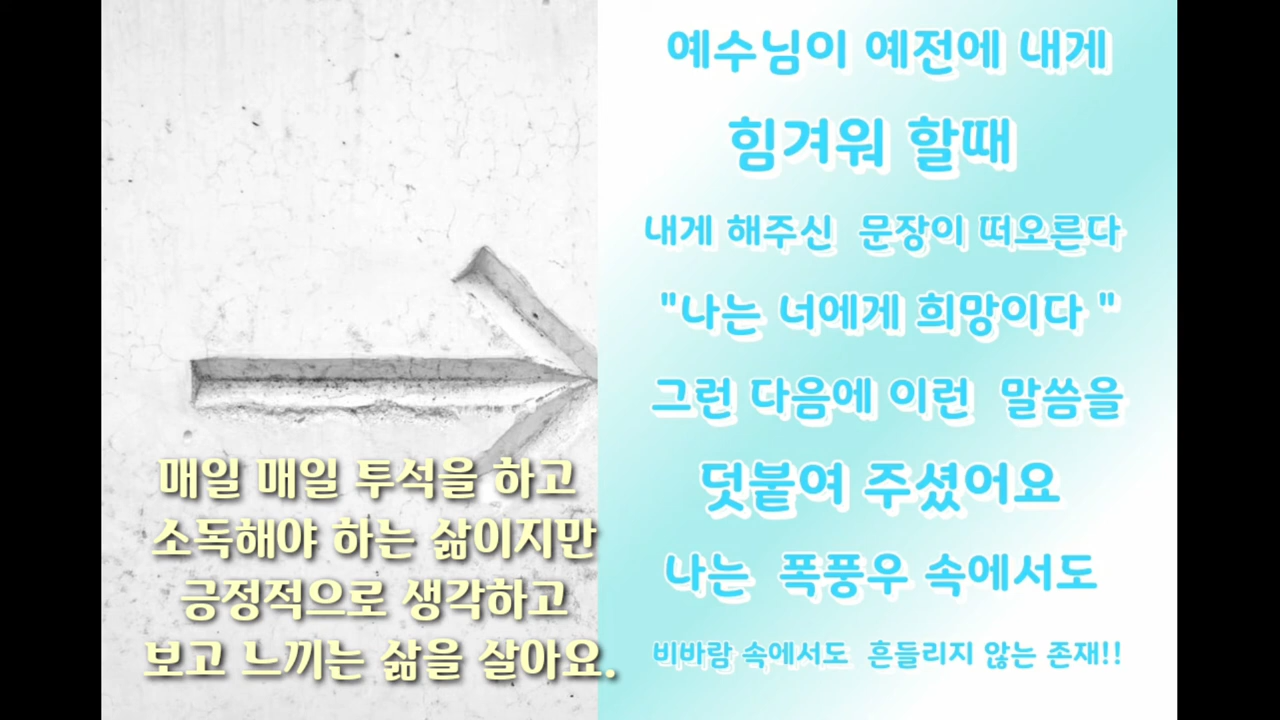 매일 매일 투석을 하고
소독해야 하는 삶이지만
긍정적으로 생각하고
보고 느끼는 삶을 살아요.
예수님이 예전에 내게
힘겨워 할때
내게 해주신 문장이 떠오른다
"나는 너에게 희망이다 "
그런 다음에 이런 말씀을
덧붙여 주셨어요
나는 폭풍우 속에서도
비바람 속에서도 흔들리지 않는 존재!!